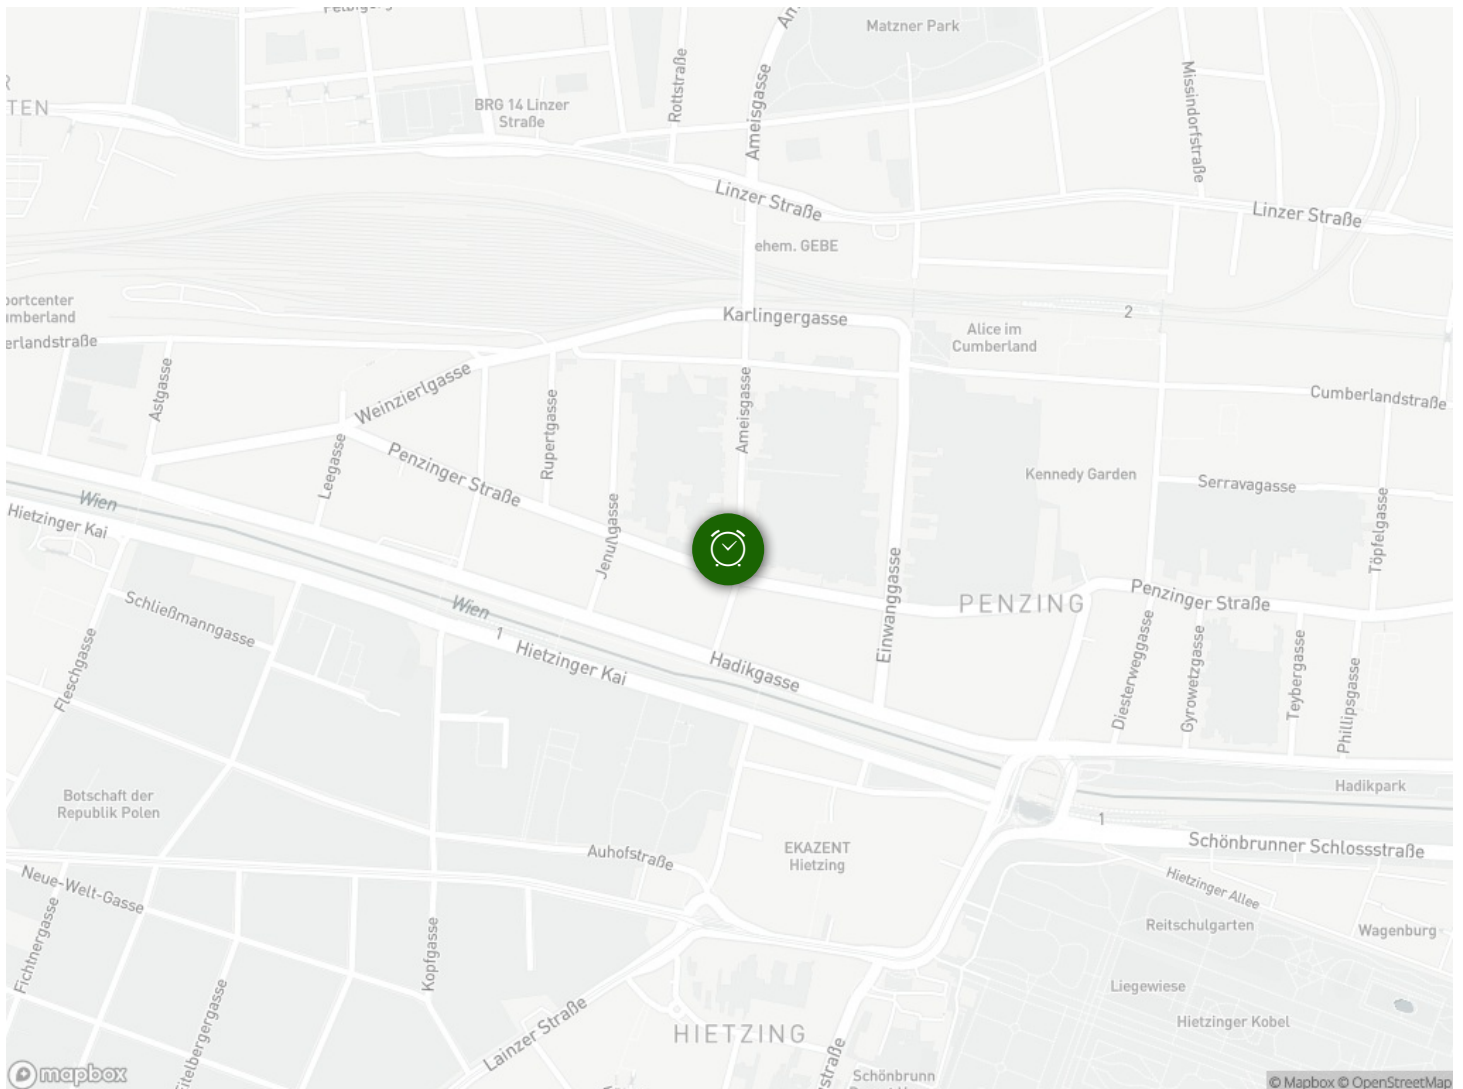 Matzner Park
BRG 14 Linzer
Straße
Rottstraße
Ameisgasse
Missindorfstraße
TEN
Linzer Straße
Linzer Straße
ehem. GEBE
2
Karlingergasse
Alice im
Cumberland
Cumberlandstraße
Astgasse
Weinzierlgasse
Rupertgasse
Ameisgasse
Leegasse
Penzinger Straße
Kennedy Garden
Serravagasse
Töpfelgasse
Wien
Hietzinger Kai
Einwanggasse
Schließmanngasse
Wien
1
Hietzinger Kai
PENZING
Penzinger Straße
Fleschgasse
Hadikgasse
Diesterweggasse
Gyrowetzgasse
Teybergasse
Phillipsgasse
Botschaft der
Republik Polen
Hadikpark
1
Schönbrunner Schlossstraße
Auhofstraße
EKAZENT
Hietzing
Neue-Welt-Gasse
Hietzinger Allee
Fichtnergasse
Kopfgasse
Reitschulgarten
Wagenburg
Liegewiese
Hietzinger Kobel
Lainzer Straße
HIETZING
Schönbrunn
mapbox
© Mapbox © OpenStreetMap